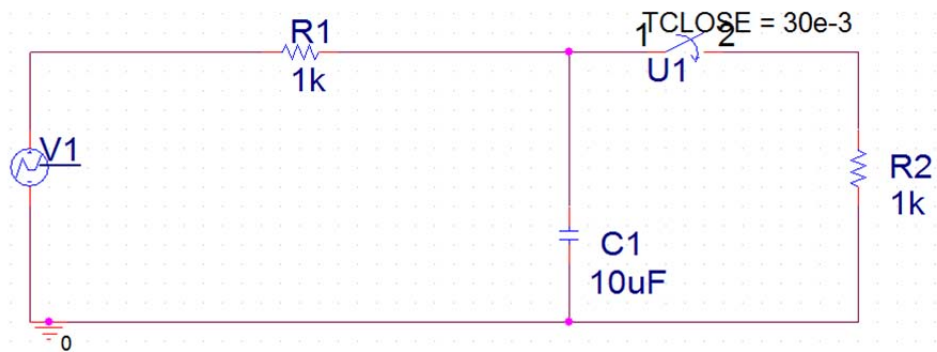 TCLOSE = 30e-3
R1
1k
1 2
U1
V1
R2
1k
C1
10uF
0